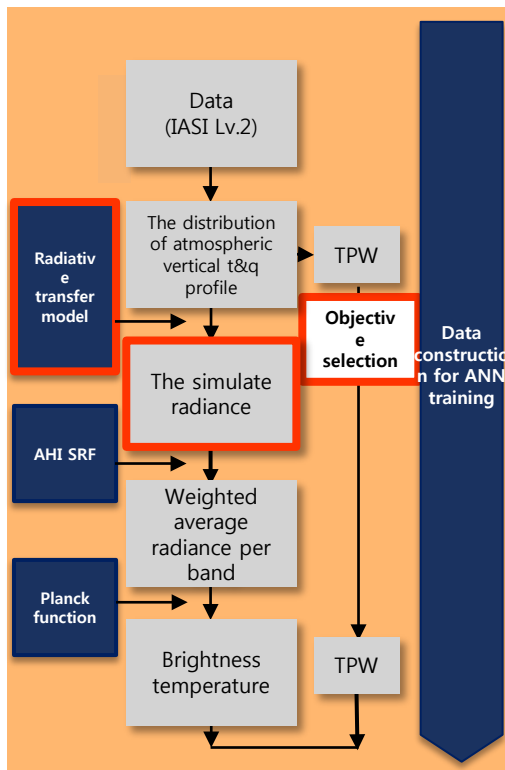 Data
(IASI Lv.2)
The distribution
of atmospheric
vertical t&q
profile
TPW
Radiativ
e
transfer
model
Objectiv
e
selection
The simulate
radiance
AHI SRF
Weighted
average
radiance per
band
Planck
function
Brightness
temperature
TPW
Data
constructio
n for ANN
training